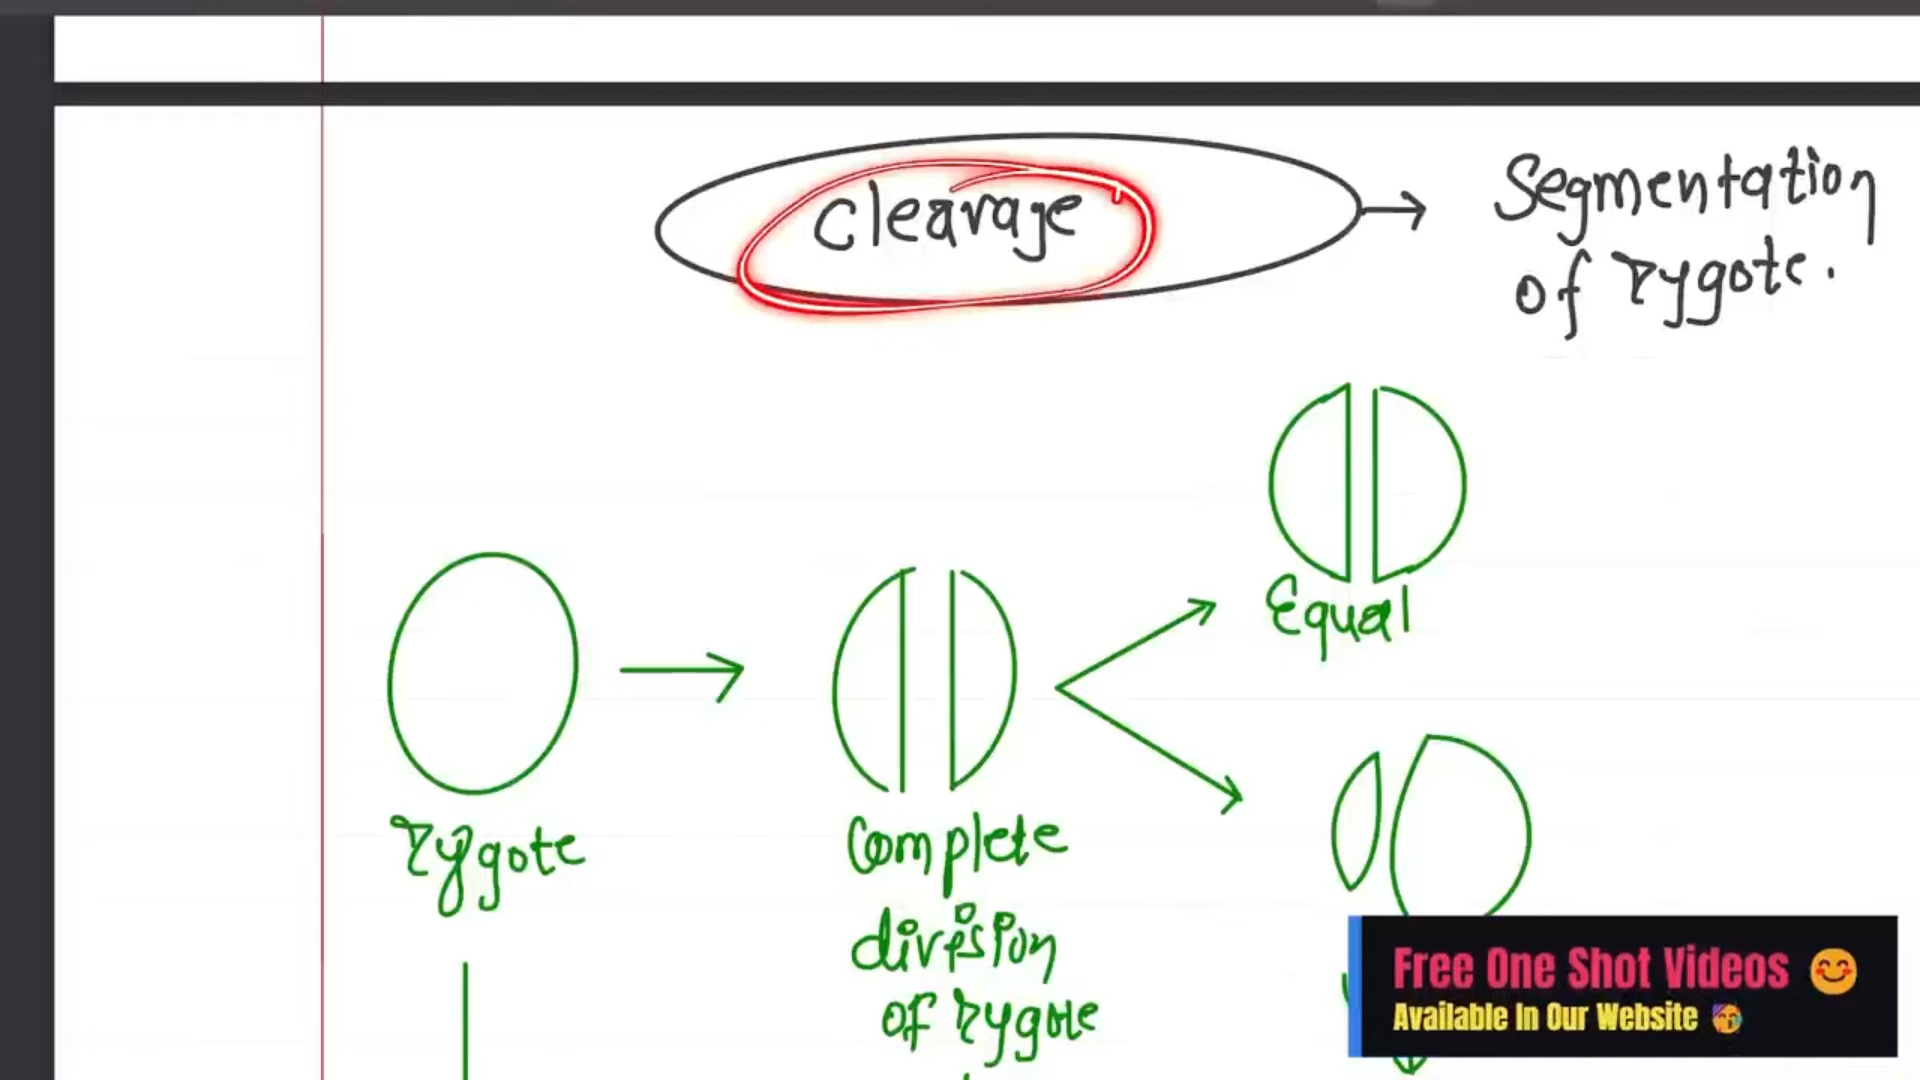 Cleavage
Segmentation
of Zygote.
Equal
Zygote
Complete
division
of Zygote
Free One Shot Videos 😊
Available In Our Website 🥳